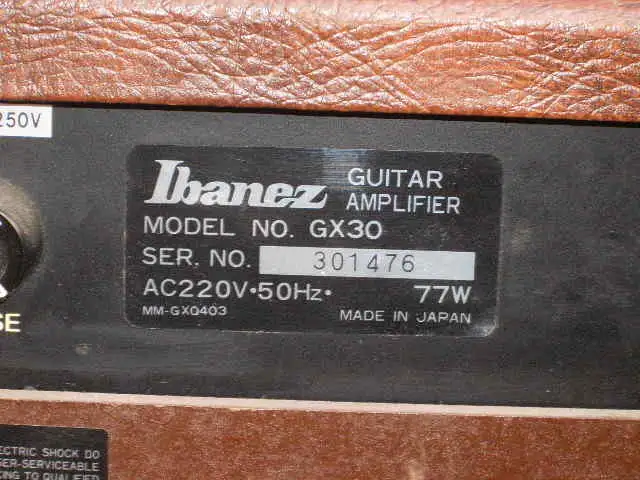 250V
Ibanez GUITAR AMPLIFIER
MODEL NO. GX30
SER. NO. 301476
AC220V•50Hz• 77W
MM-GX0403 MADE IN JAPAN
SE
ECTRIC SHOCK DO
SER-SERVICEABLE
ING TO QUALIFIED